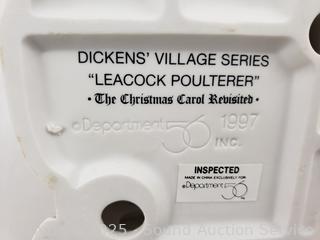 DICKENS' VILLAGE SERIES
"LEACOCK POULTERER"
• The Christmas Carol Revisited •
©Department 56 1997
INC.
INSPECTED
MADE IN CHINA EXCLUSIVELY FOR
©Department 56
25 Sound Auction Service